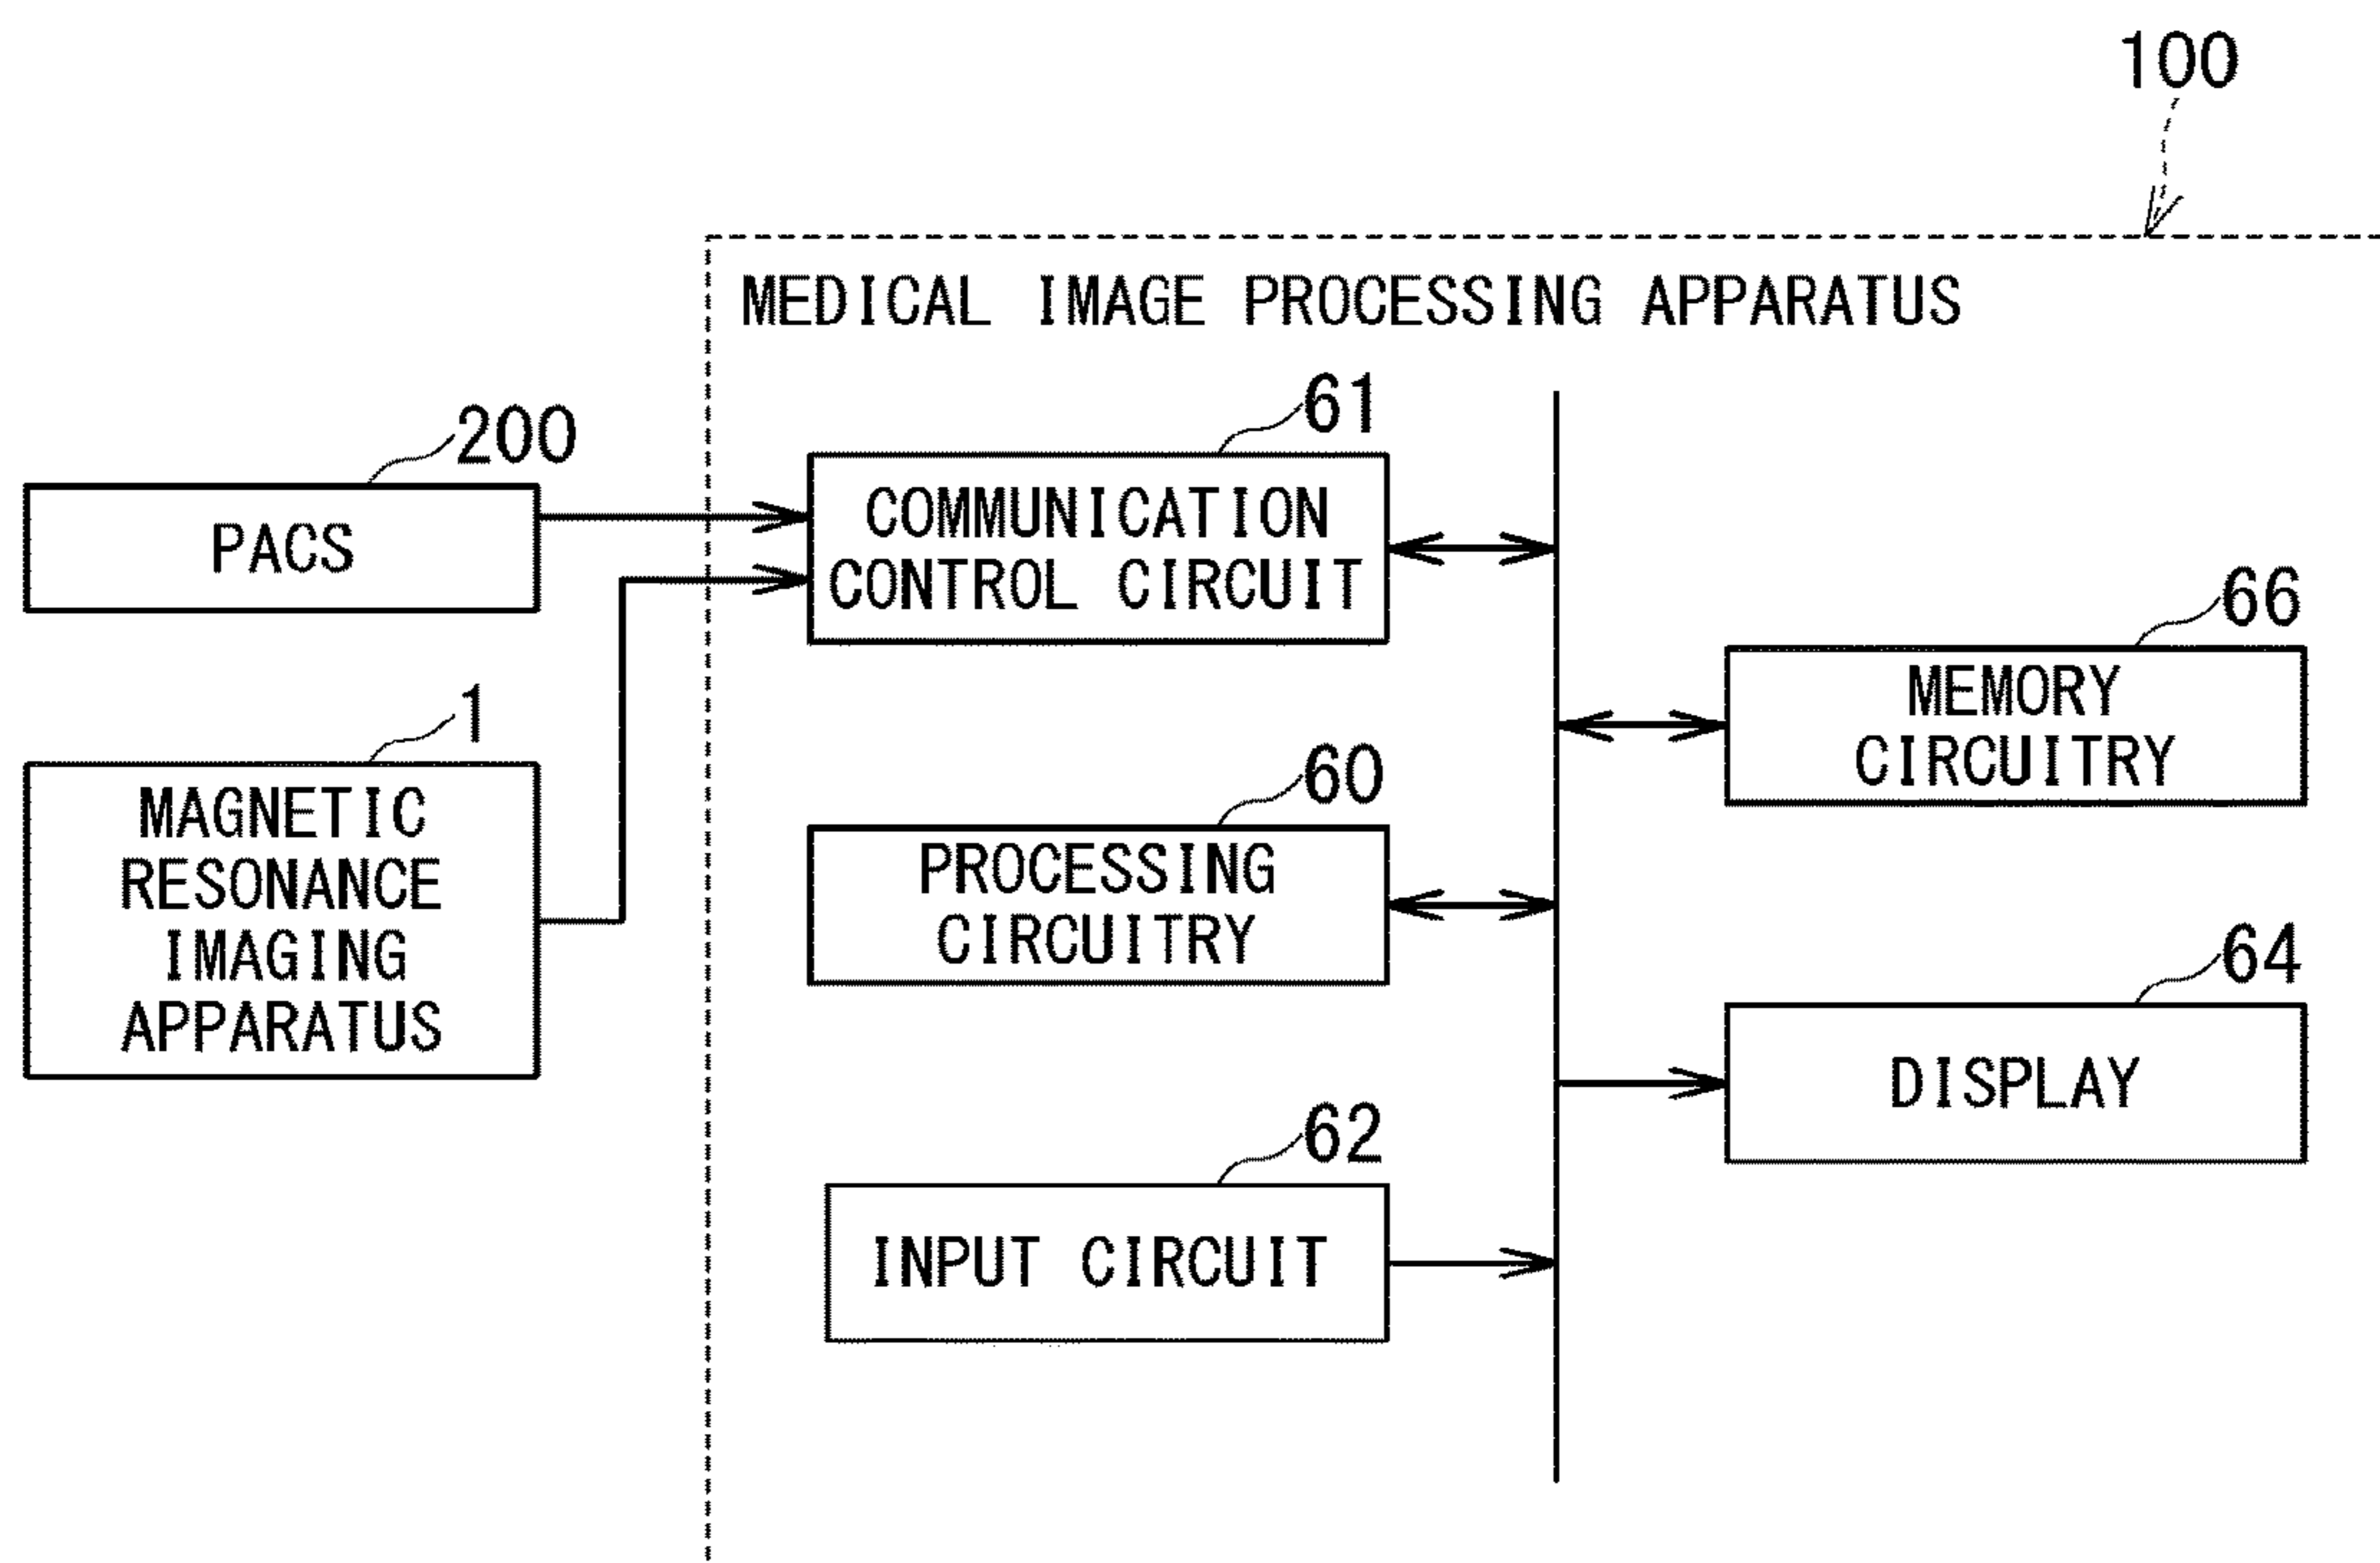 100
MEDICAL IMAGE PROCESSING APPARATUS
200
PACS
61
COMMUNICATION
CONTROL CIRCUIT
66
MEMORY
CIRCUITRY
1
MAGNETIC
RESONANCE
IMAGING
APPARATUS
60
PROCESSING
CIRCUITRY
64
DISPLAY
62
INPUT CIRCUIT